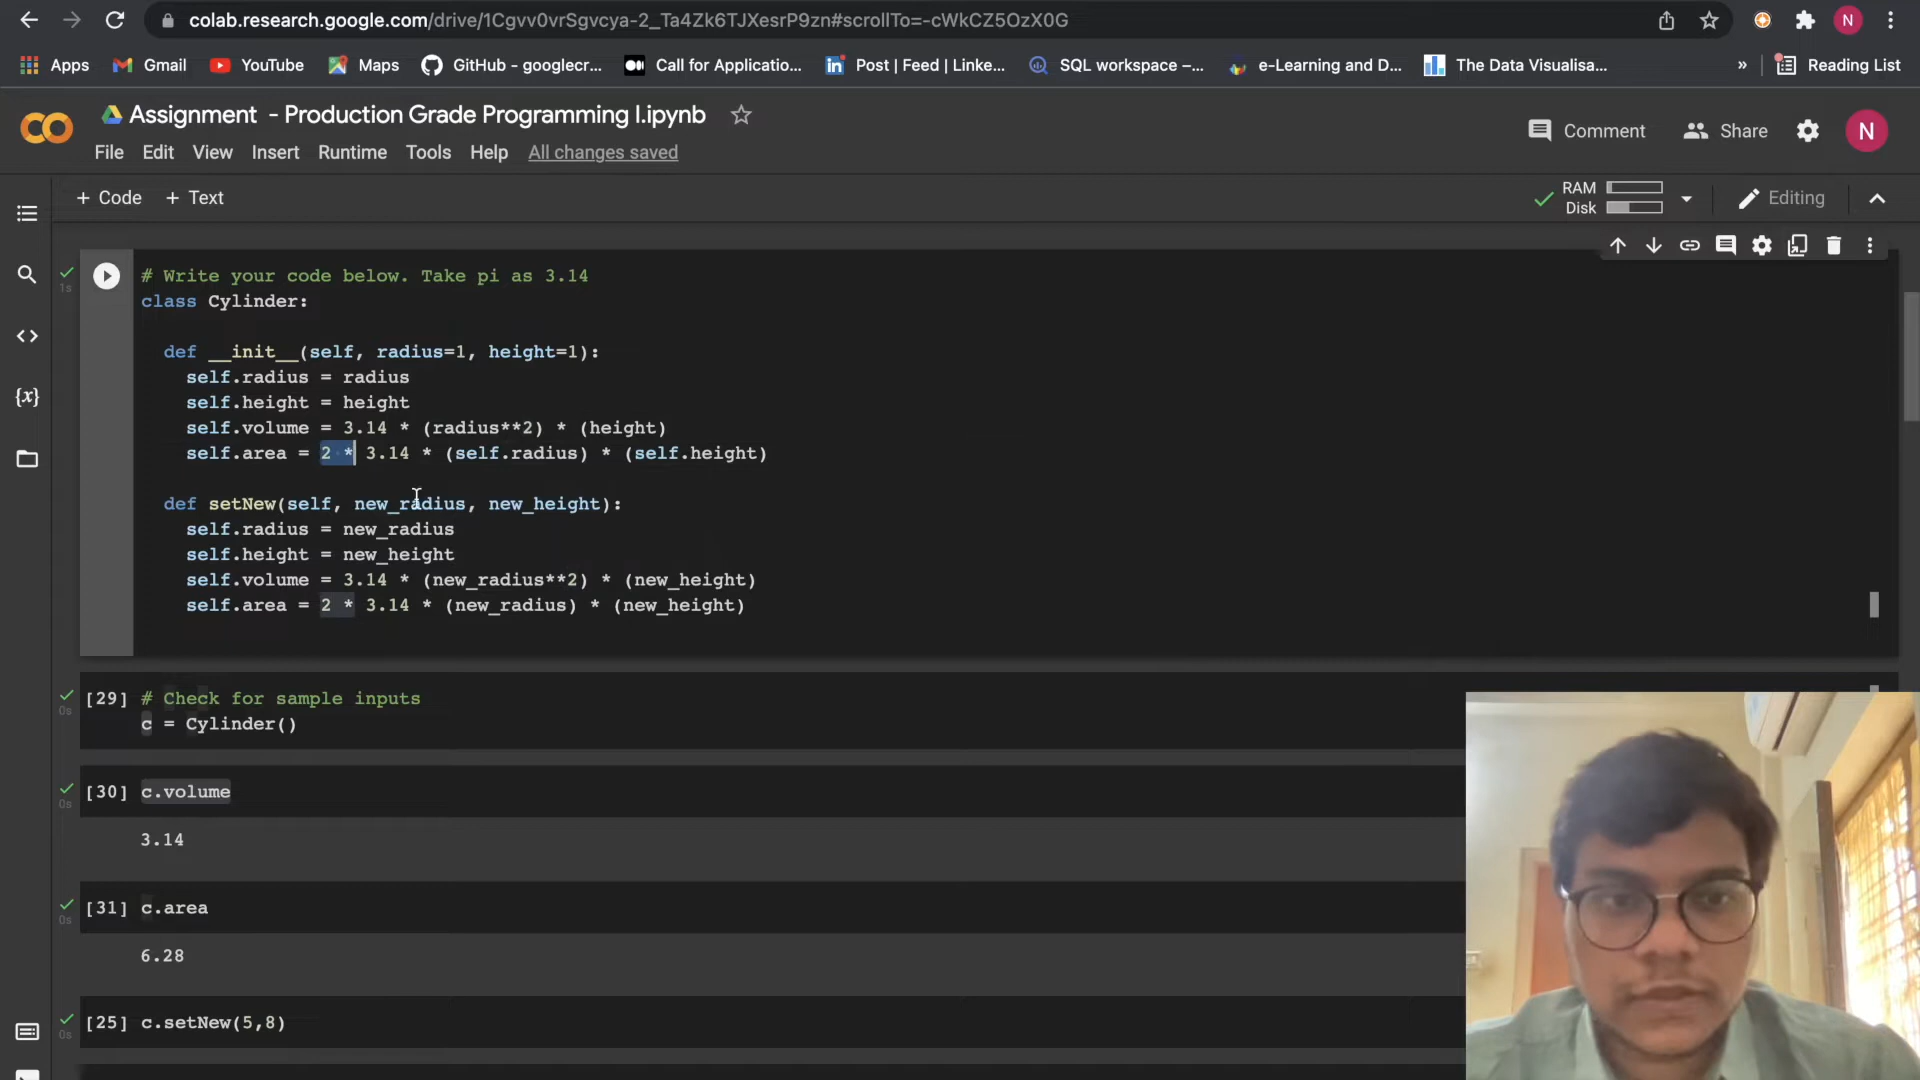 colab.research.google.com/drive/1Cgvv0vrSgvcya-2_Ta4Zk6TJXesrP9zn#scrollTo=-cWkCZ5OzX0G
N
Apps Gmail YouTube Maps GitHub - googlecr... Call for Applicatio... Post | Feed | Linke... SQL workspace –... e-Learning and D... The Data Visualisa... » Reading List
Assignment - Production Grade Programming I.ipynb
Comment Share N
File Edit View Insert Runtime Tools Help All changes saved
+ Code + Text
RAM
Disk
Editing
1s
# Write your code below. Take pi as 3.14
class Cylinder:
def __init__(self, radius=1, height=1):
self.radius = radius
self.height = height
self.volume = 3.14 * (radius**2) * (height)
self.area = 2 * 3.14 * (self.radius) * (self.height)
def setNew(self, new_radius, new_height):
self.radius = new_radius
self.height = new_height
self.volume = 3.14 * (new_radius**2) * (new_height)
self.area = 2 * 3.14 * (new_radius) * (new_height)
0s
[29] # Check for sample inputs
c = Cylinder()
0s
[30] c.volume
3.14
0s
[31] c.area
6.28
0s
[25] c.setNew(5,8)